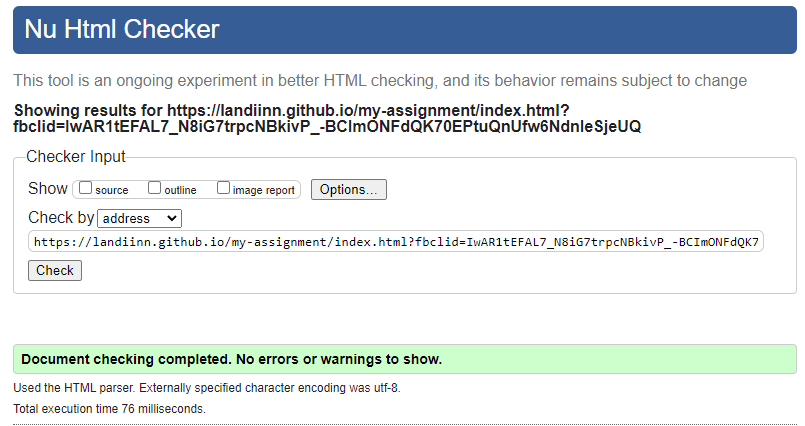 Nu Html Checker
This tool is an ongoing experiment in better HTML checking, and its behavior remains subject to change
Showing results for https://landiinn.github.io/my-assignment/index.html?
fbclid=IwAR1tEFAL7_N8iG7trpcNBkivP_-BCImONFdQK70EPtuQnUfw6NdnleSjeUQ
Checker Input
Show source outline image report Options...
Check by address
https://landiinn.github.io/my-assignment/index.html?fbclid=IwAR1tEFAL7_N8iG7trpcNBkivP_-BCImONFdQK7
Check
Document checking completed. No errors or warnings to show.
Used the HTML parser. Externally specified character encoding was utf-8.
Total execution time 76 milliseconds.